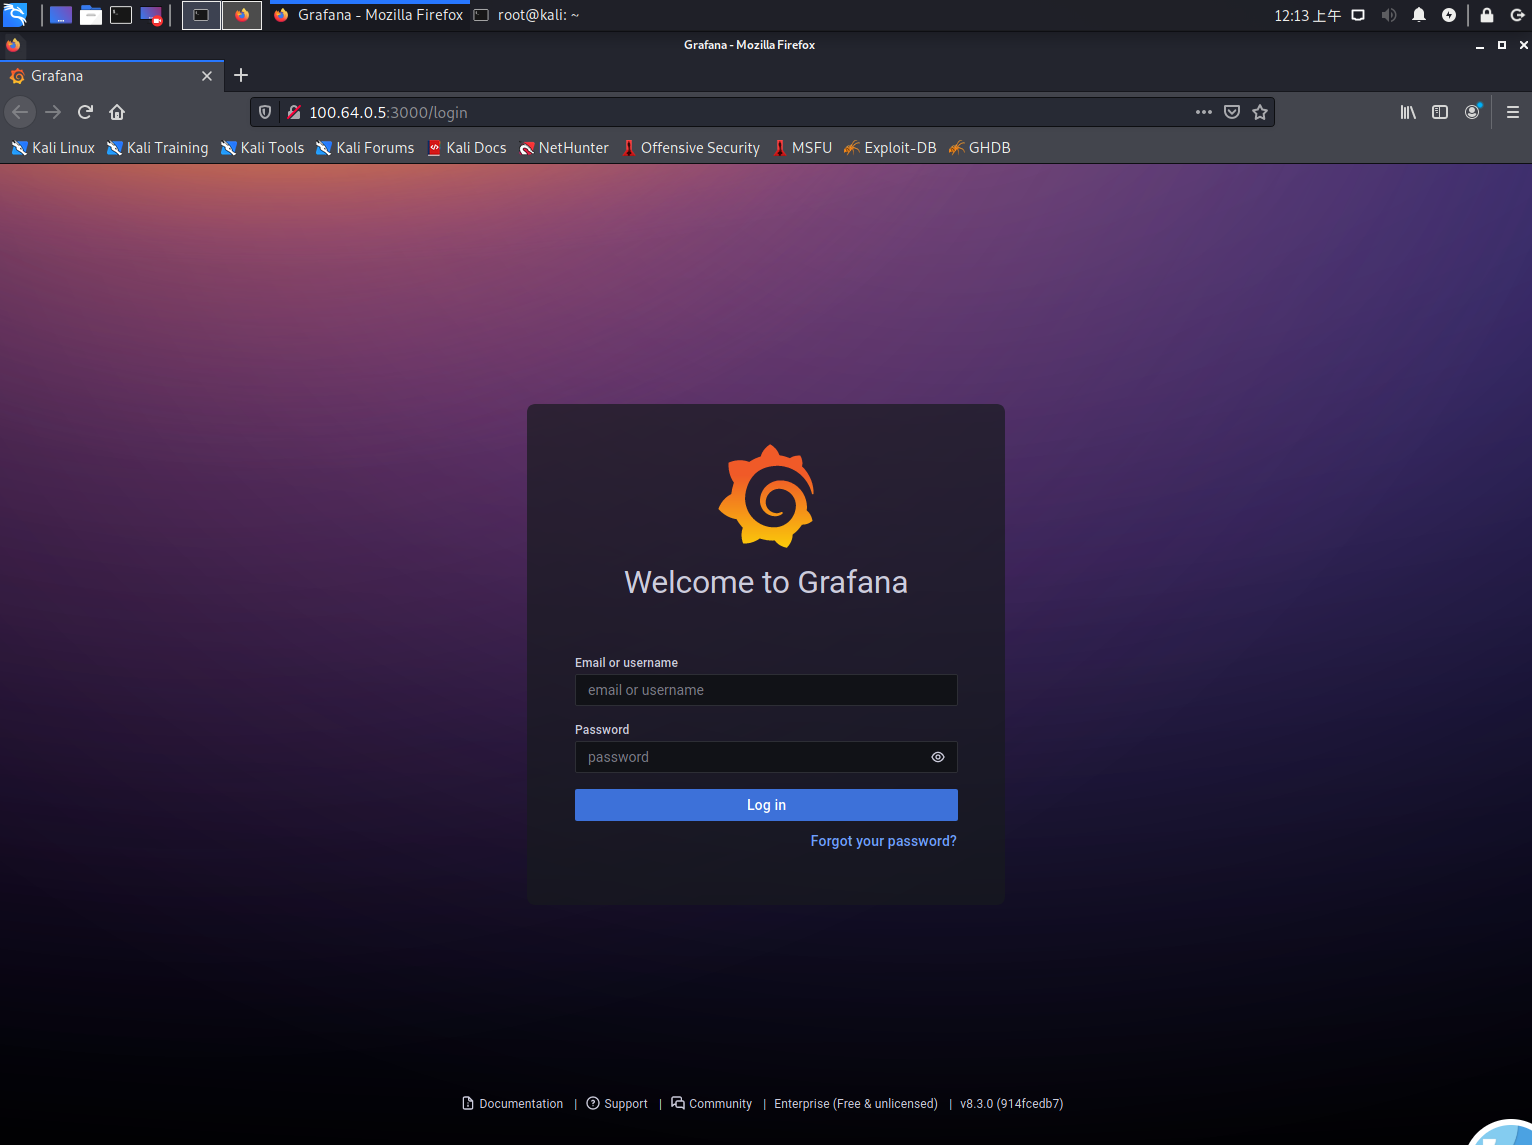 Grafana - Mozilla Firefox root@kali: ~ 12:13 上午
Grafana - Mozilla Firefox
Grafana
100.64.0.5:3000/login
Kali Linux Kali Training Kali Tools Kali Forums Kali Docs NetHunter Offensive Security MSFU Exploit-DB GHDB
Welcome to Grafana
Email or username
email or username
Password
password
Log in
Forgot your password?
Documentation | Support | Community | Enterprise (Free & unlicensed) | v8.3.0 (914fcedb7)